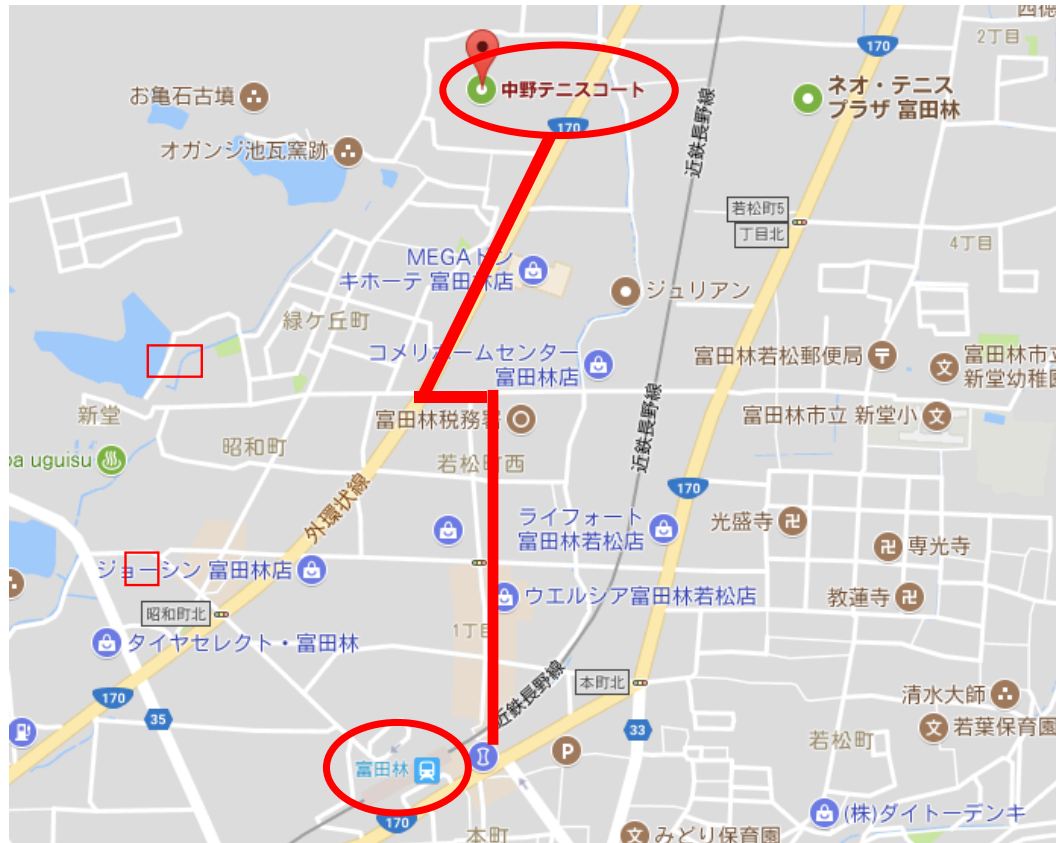 四徳
2丁目
170
近鉄長野線
お亀石古墳
中野テニスコート
ネオ・テニス
プラザ 富田林
170
オガンジ池瓦窯跡
若松町5
丁目北
4丁目
MEGAドン
キホーテ 富田林店
ジュリアン
緑ケ丘町
コメリホームセンター
富田林店
富田林若松郵便局
富田林市立
新堂幼稚園
新堂
富田林税務署
富田林市立 新堂小
近鉄長野線
昭和町
pa uguisu
若松町西
170
外環状線
ライフォート
富田林若松店
光盛寺
専光寺
ジョーシン 富田林店
ウエルシア富田林若松店
教蓮寺
昭和町北
タイヤセレクト・富田林
1丁目
近鉄長野線
本町北
清水大師
170
35
33
若葉保育園
若松町
P
富田林
170
本町
(株)ダイトーデンキ
みどり保育園